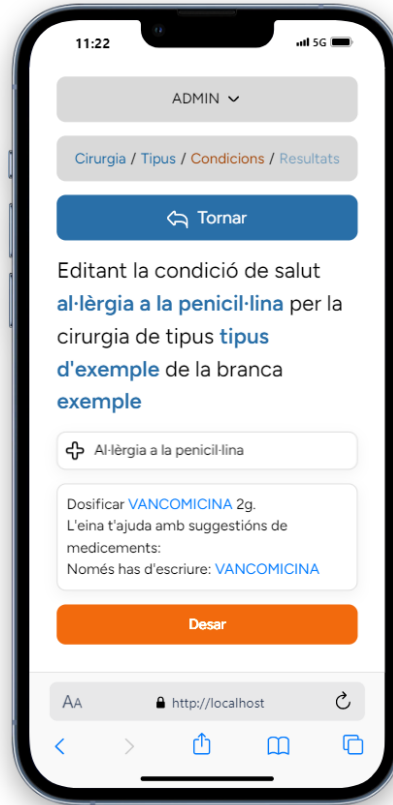 11:22
5G
ADMIN
Cirurgia / Tipus / Condicions / Resultats
Tornar
Editant la condició de salut
al·lèrgia a la penicil·lina per la
cirurgia de tipus tipus
d'exemple de la branca
exemple
Al·lèrgia a la penicil·lina
Dosificar VANCOMICINA 2g.
L'eina t'ajuda amb suggestións de
medicements:
Només has d'escriure: VANCOMICINA
Desar
AA
http://localhost